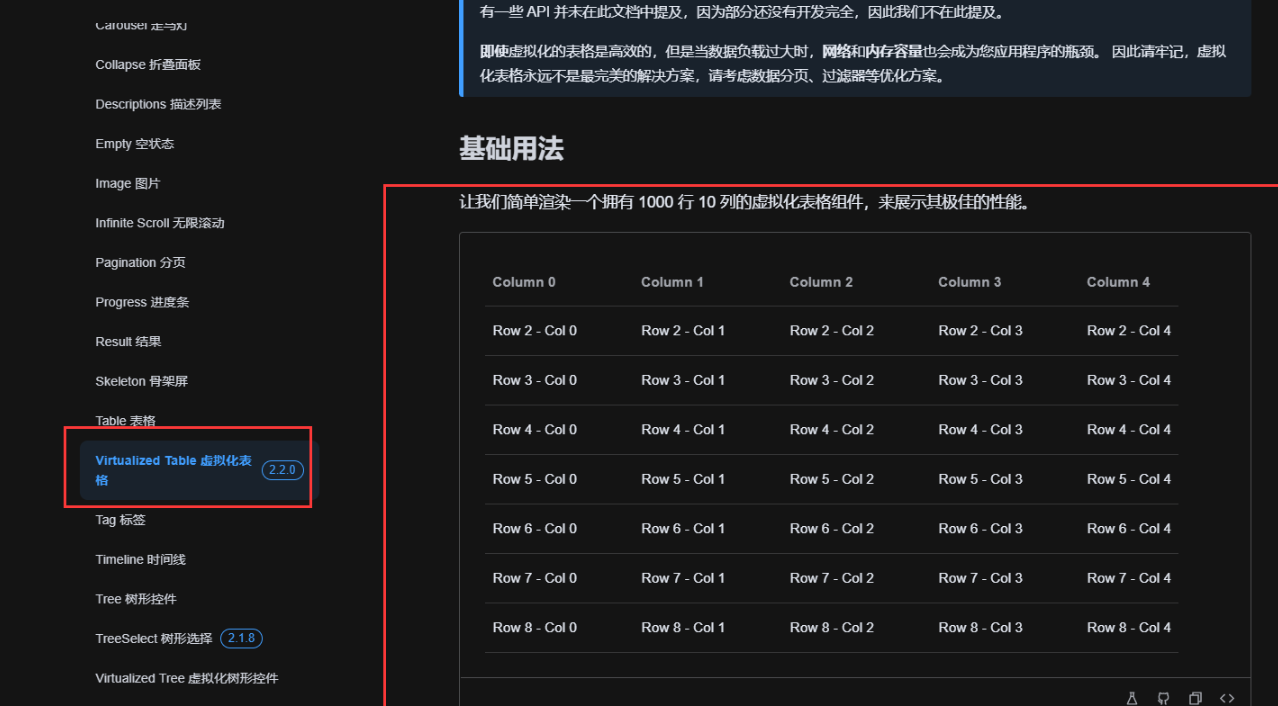 Carousel 走马灯
Collapse 折叠面板
Descriptions 描述列表
Empty 空状态
Image 图片
Infinite Scroll 无限滚动
Pagination 分页
Progress 进度条
Result 结果
Skeleton 骨架屏
Table 表格
Virtualized Table 虚拟化表
格
2.2.0
Tag 标签
Timeline 时间线
Tree 树形控件
TreeSelect 树形选择 2.1.8
Virtualized Tree 虚拟化树形控件
有一些 API 并未在此文档中提及，因为部分还没有开发完全，因此我们不在此提及。
即使虚拟化的表格是高效的，但是当数据负载过大时，网络和内存容量也会成为您应用程序的瓶颈。 因此请牢记，虚拟
化表格永远不是最完美的解决方案，请考虑数据分页、过滤器等优化方案。
基础用法
让我们简单渲染一个拥有 1000 行 10 列的虚拟化表格组件，来展示其极佳的性能。
Column 0 Column 1 Column 2 Column 3 Column 4
Row 2 - Col 0 Row 2 - Col 1 Row 2 - Col 2 Row 2 - Col 3 Row 2 - Col 4
Row 3 - Col 0 Row 3 - Col 1 Row 3 - Col 2 Row 3 - Col 3 Row 3 - Col 4
Row 4 - Col 0 Row 4 - Col 1 Row 4 - Col 2 Row 4 - Col 3 Row 4 - Col 4
Row 5 - Col 0 Row 5 - Col 1 Row 5 - Col 2 Row 5 - Col 3 Row 5 - Col 4
Row 6 - Col 0 Row 6 - Col 1 Row 6 - Col 2 Row 6 - Col 3 Row 6 - Col 4
Row 7 - Col 0 Row 7 - Col 1 Row 7 - Col 2 Row 7 - Col 3 Row 7 - Col 4
Row 8 - Col 0 Row 8 - Col 1 Row 8 - Col 2 Row 8 - Col 3 Row 8 - Col 4